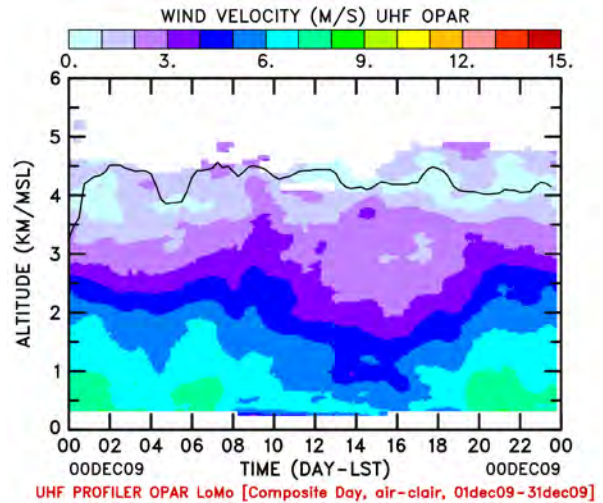 WIND VELOCITY (M/S) UHF OPAR
0. 3. 6. 9. 12. 15.
6
5
4
3
2
1
0
ALTITUDE (KM/MSL)
00 02 04 06 08 10 12 14 16 18 20 22 00
00DEC09 TIME (DAY-LST) 00DEC09
UHF PROFILER OPAR LoMo [Composite Day, air-clair, 01dec09-31dec09]